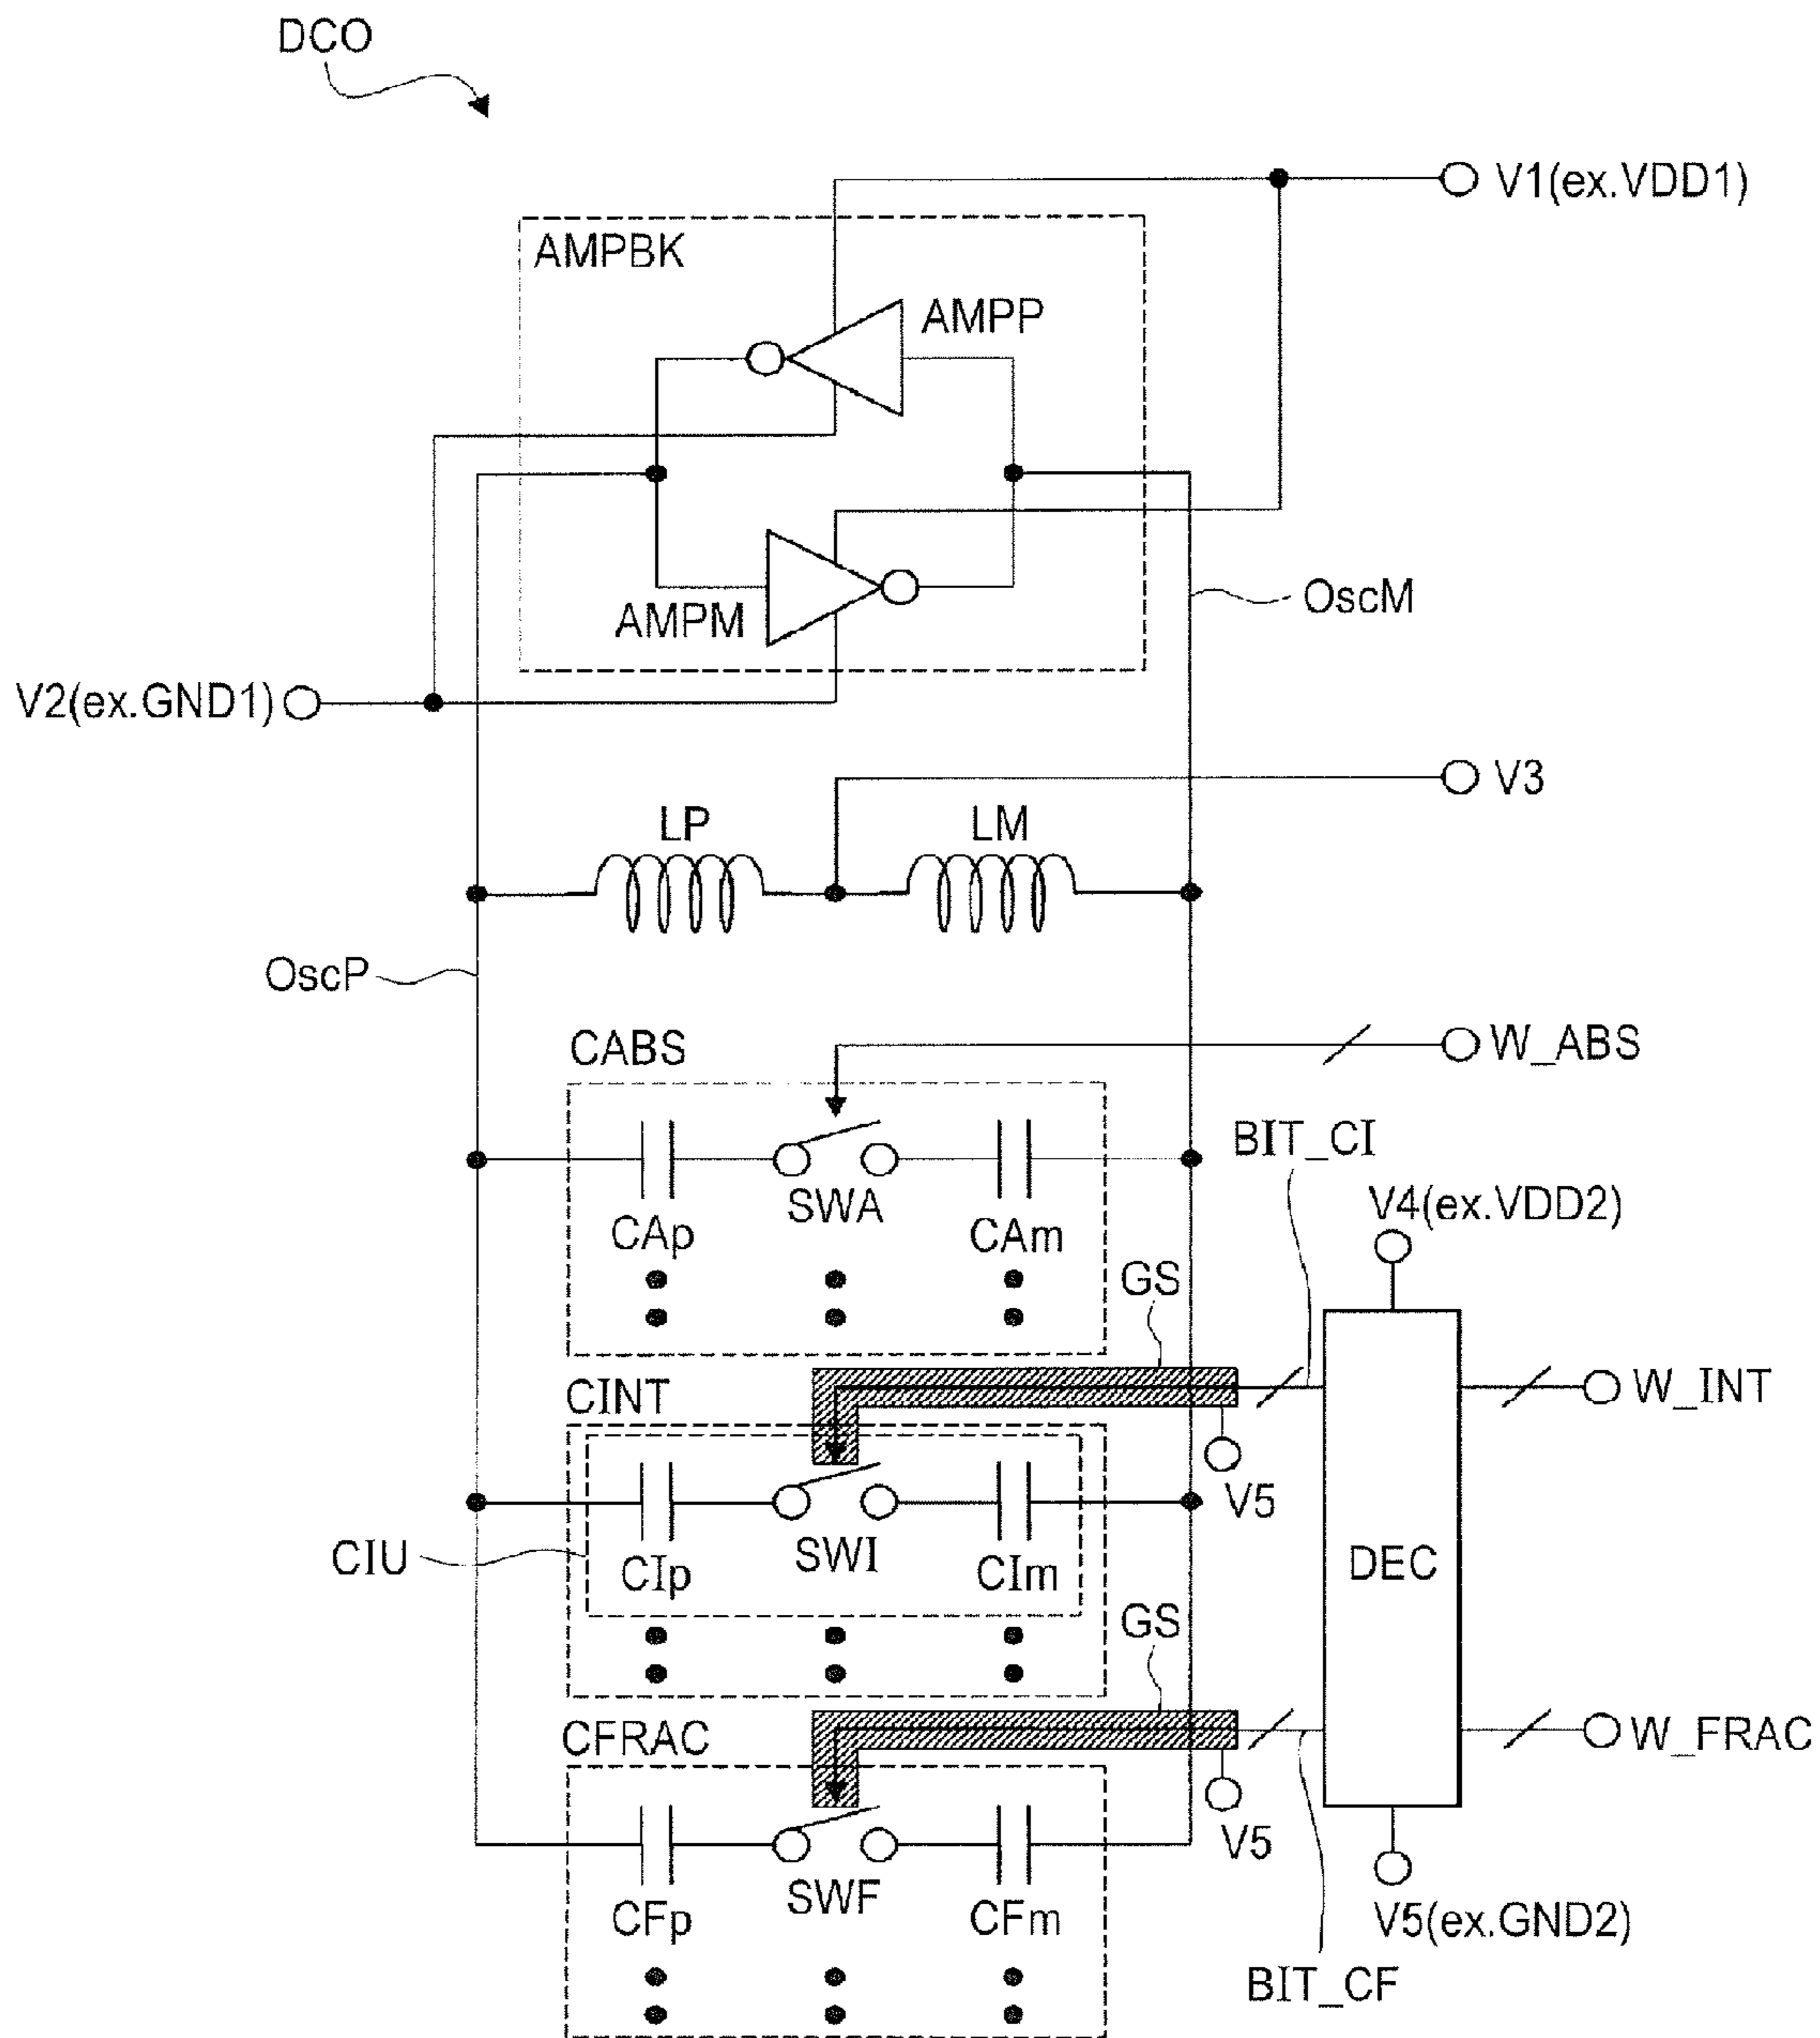 DCO
V1(ex.VDD1)
AMPBK
AMPP
AMPM
OscM
V2(ex.GND1)
V3
LP
LM
OscP
CABS
W_ABS
CAp
SWA
CAm
BIT_CI
V4(ex.VDD2)
GS
CINT
W_INT
V5
CIU
CIp
SWI
CIm
DEC
GS
CFRAC
W_FRAC
V5
CFp
SWF
CFm
V5(ex.GND2)
BIT_CF